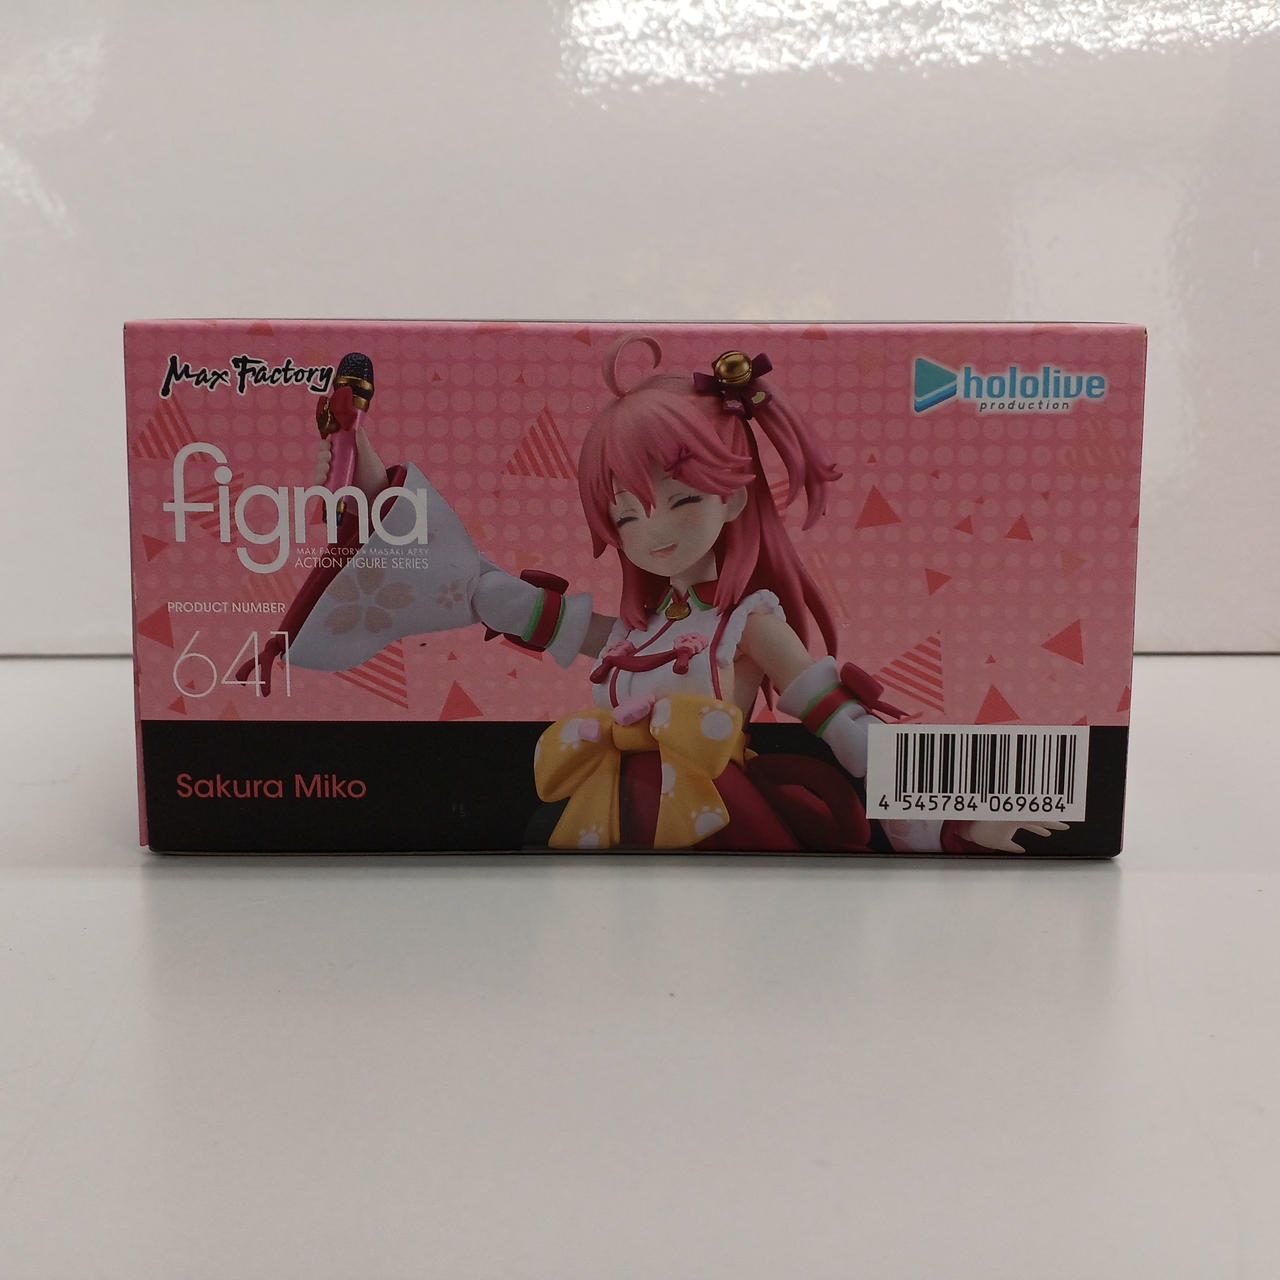 Max Factory
hololive
production
figma
MAX FACTORY × MASAKI APSY
ACTION FIGURE SERIES
PRODUCT NUMBER
641
Sakura Miko
4 545784 069684